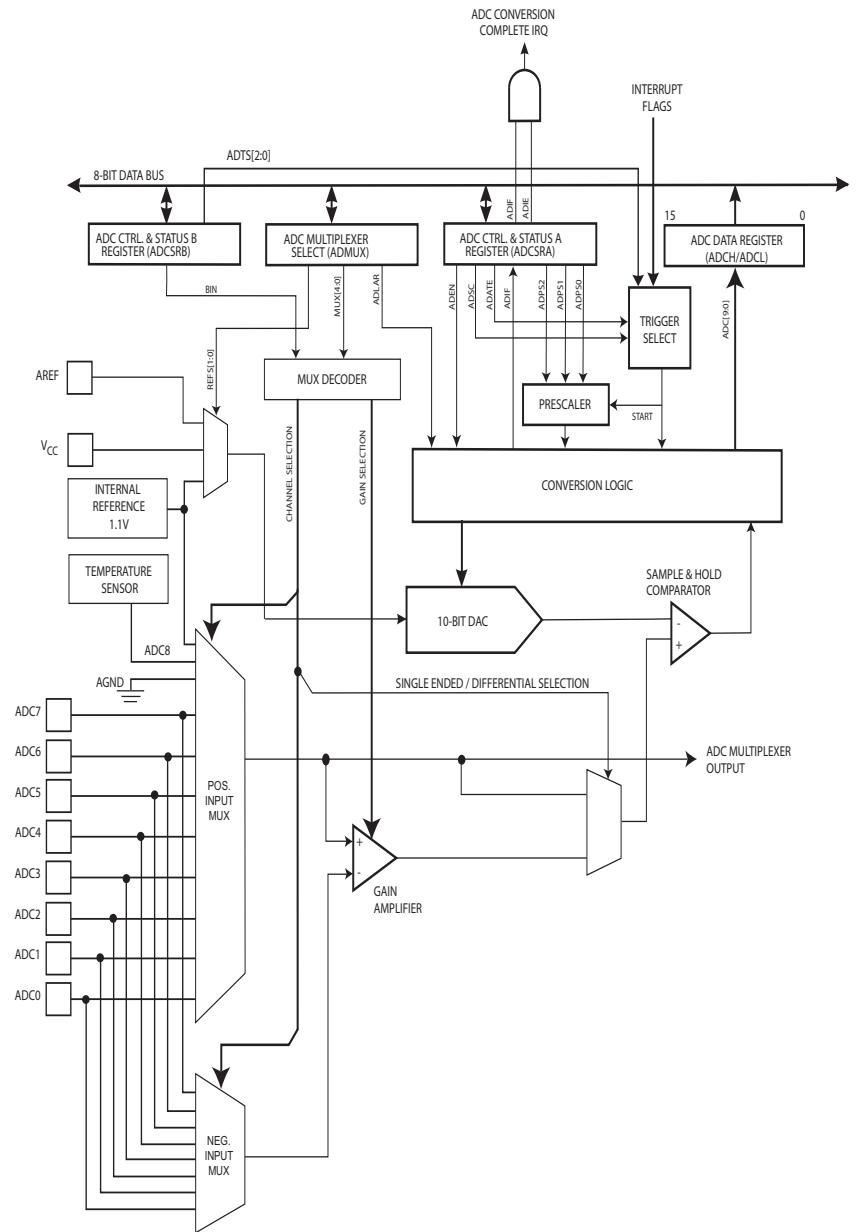 ADC CONVERSION
COMPLETE IRQ
INTERRUPT
FLAGS
ADTS[2:0]
8-BIT DATA BUS
ADIF
ADIE
15
0
ADC CTRL. & STATUS B
REGISTER (ADCSRB)
ADC MULTIPLEXER
SELECT (ADMUX)
ADC CTRL. & STATUS A
REGISTER (ADCSRA)
ADC DATA REGISTER
(ADCH/ADCL)
BIN
REFS[1:0]
MUX[4:0]
ADLAR
ADEN
ADSC
ADATE
ADIF
ADPS2
ADPS1
ADPS0
TRIGGER
SELECT
ADC[9:0]
MUX DECODER
PRESCALER
START
AREF
VCC
INTERNAL
REFERENCE
1.1V
CHANNEL SELECTION
GAIN SELECTION
CONVERSION LOGIC
TEMPERATURE
SENSOR
10-BIT DAC
SAMPLE & HOLD
COMPARATOR
-
+
ADC8
AGND
SINGLE ENDED / DIFFERENTIAL SELECTION
ADC7
ADC6
ADC5
ADC4
ADC3
ADC2
ADC1
ADC0
POS.
INPUT
MUX
ADC MULTIPLEXER
OUTPUT
+
-
GAIN
AMPLIFIER
NEG.
INPUT
MUX